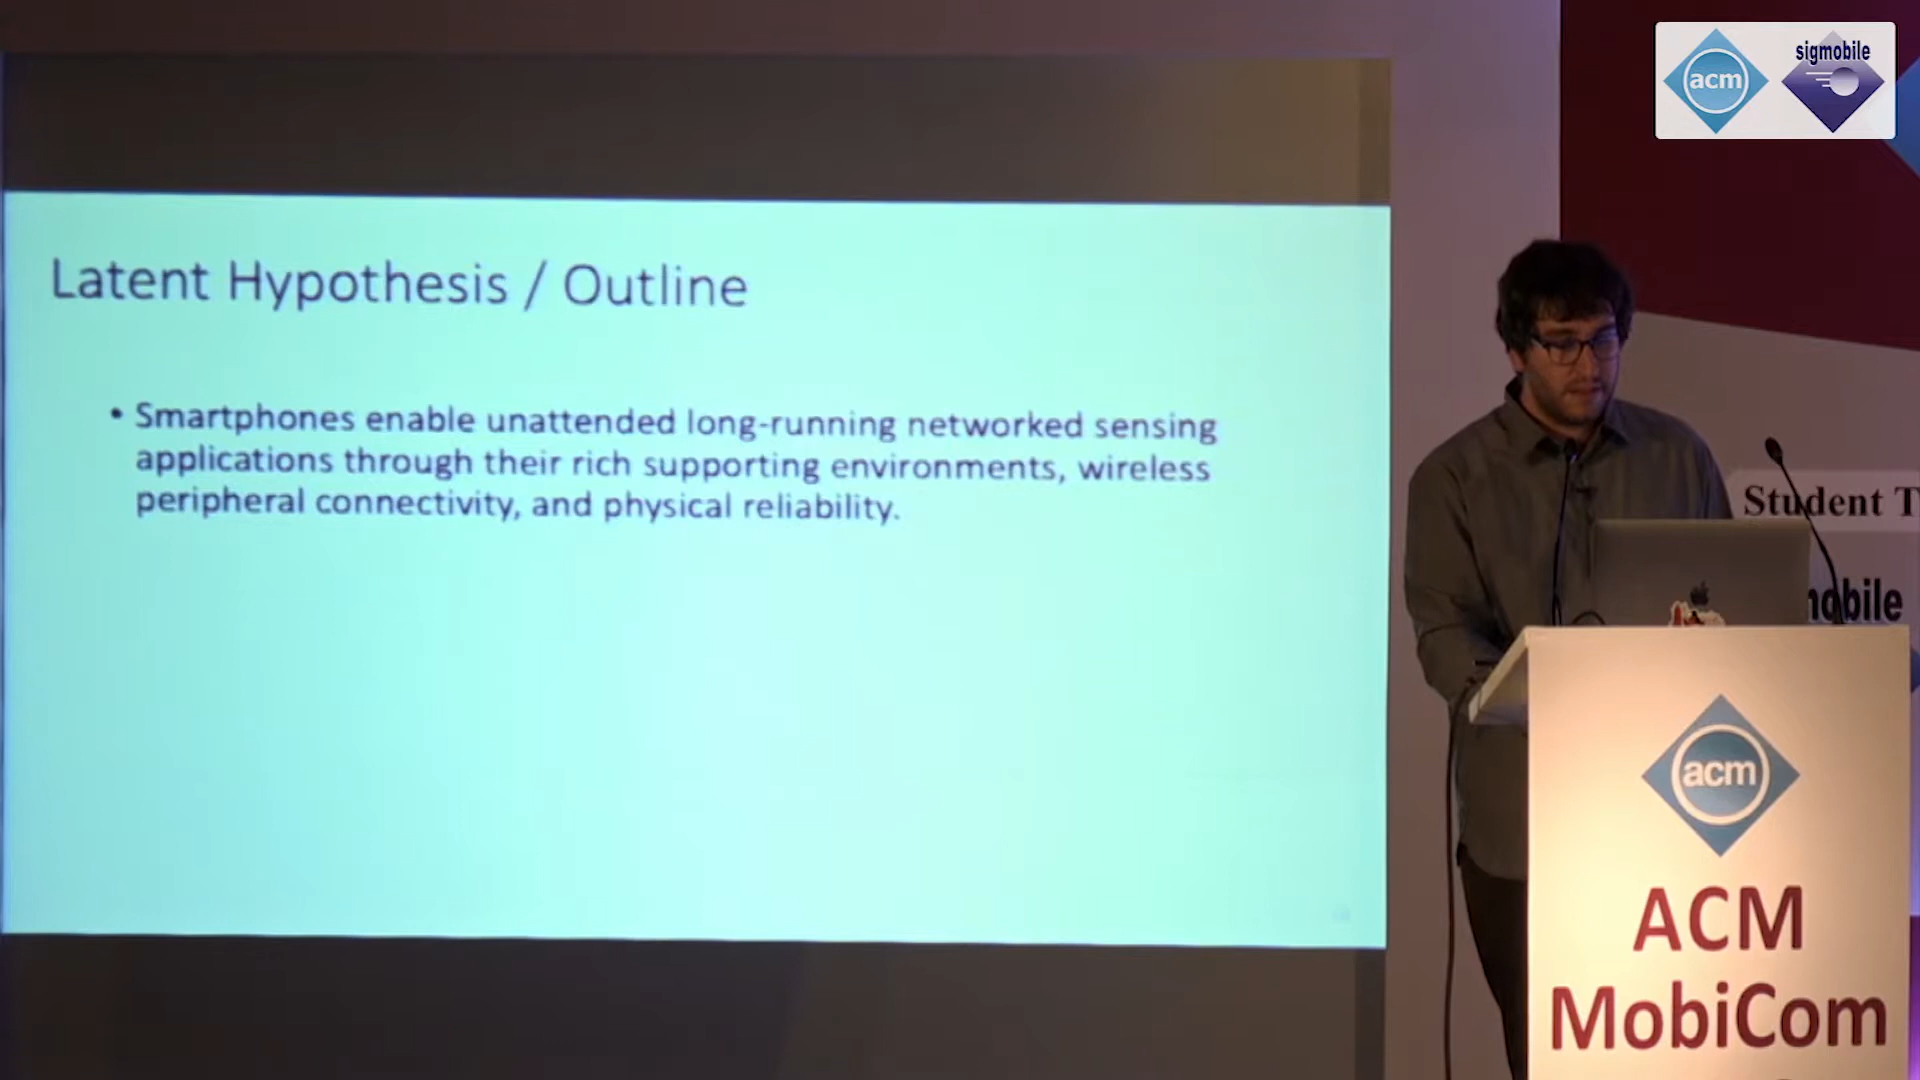 acm
sigmobile
Latent Hypothesis / Outline
• Smartphones enable unattended long-running networked sensing
applications through their rich supporting environments, wireless
peripheral connectivity, and physical reliability.
Student T
mobile
acm
ACM
MobiCom